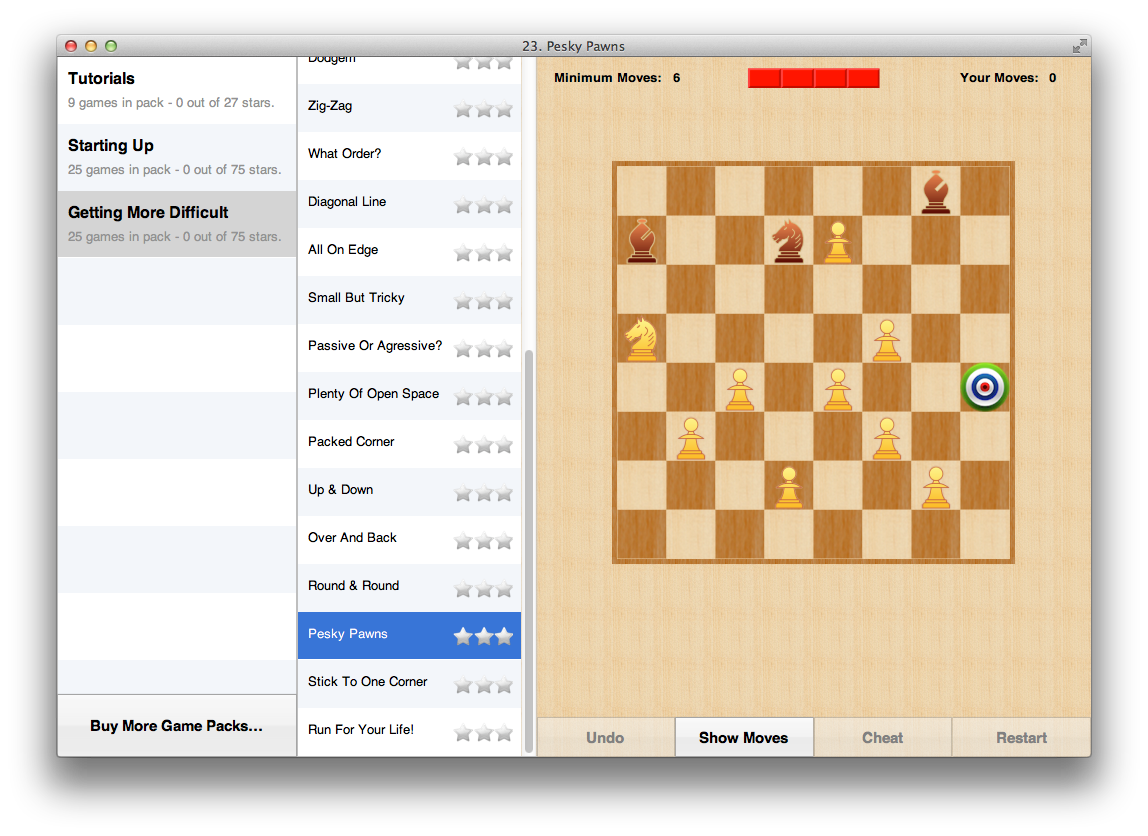 23. Pesky Pawns
Tutorials
9 games in pack - 0 out of 27 stars.
Starting Up
25 games in pack - 0 out of 75 stars.
Getting More Difficult
25 games in pack - 0 out of 75 stars.
Buy More Game Packs...
Dodgem
Zig-Zag
What Order?
Diagonal Line
All On Edge
Small But Tricky
Passive Or Agressive?
Plenty Of Open Space
Packed Corner
Up & Down
Over And Back
Round & Round
Pesky Pawns
Stick To One Corner
Run For Your Life!
Minimum Moves: 6
Your Moves: 0
Undo
Show Moves
Cheat
Restart